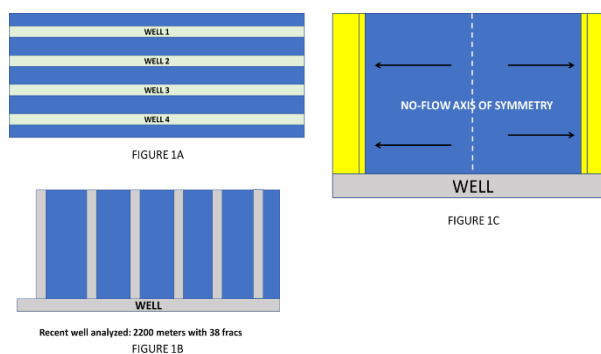 WELL 1
WELL 2
WELL 3
WELL 4
FIGURE 1A
WELL
Recent well analyzed: 2200 meters with 38 fracs
FIGURE 1B
NO-FLOW AXIS OF SYMMETRY
WELL
FIGURE 1C